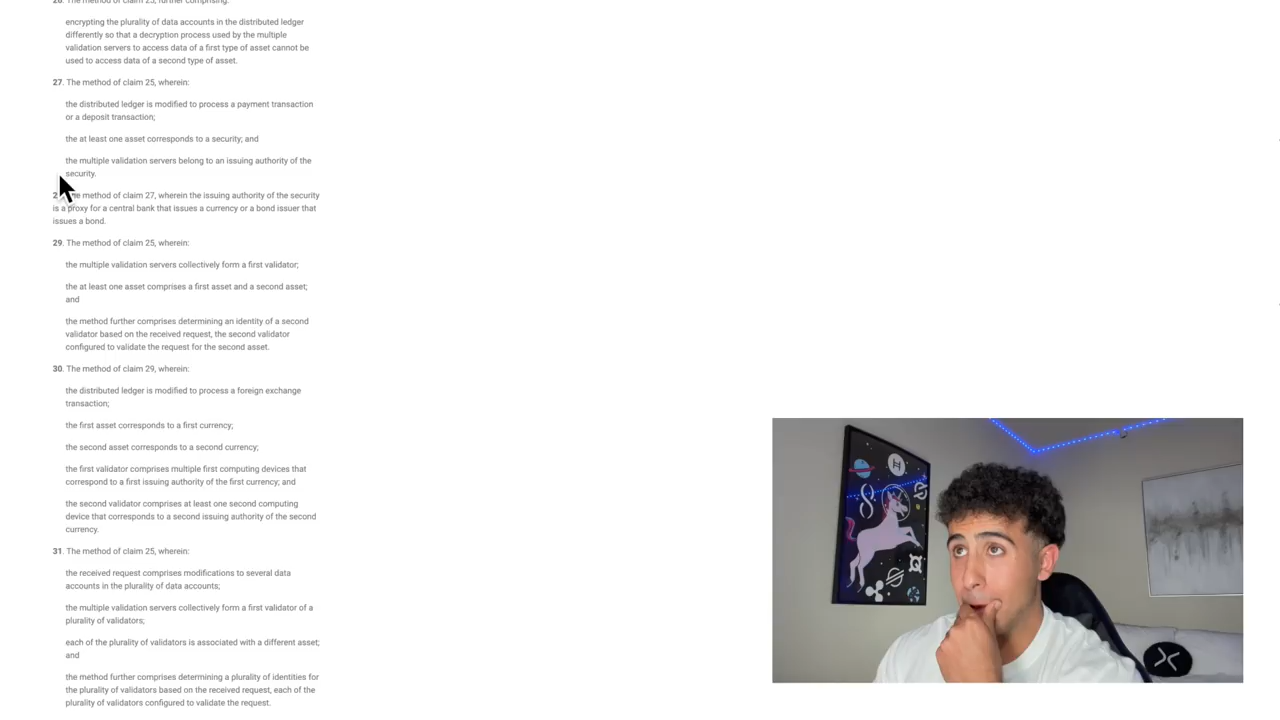 encrypting the plurality of data accounts in the distributed ledger
differently so that a decryption process used by the multiple
validation servers to access data of a first type of asset cannot be
used to access data of a second type of asset.
27. The method of claim 25, wherein:
the distributed ledger is modified to process a payment transaction
or a deposit transaction;
the at least one asset corresponds to a security; and
the multiple validation servers belong to an issuing authority of the
security.
method of claim 27, wherein the issuing authority of the security
is a proxy for a central bank that issues a currency or a bond issuer that
issues a bond.
29. The method of claim 25, wherein:
the multiple validation servers collectively form a first validator;
the at least one asset comprises a first asset and a second asset;
and
the method further comprises determining an identity of a second
validator based on the received request, the second validator
configured to validate the request for the second asset.
30. The method of claim 29, wherein:
the distributed ledger is modified to process a foreign exchange
transaction;
the first asset corresponds to a first currency;
the second asset corresponds to a second currency;
the first validator comprises multiple first computing devices that
correspond to a first issuing authority of the first currency; and
the second validator comprises at least one second computing
device that corresponds to a second issuing authority of the second
currency.
31. The method of claim 25, wherein:
the received request comprises modifications to several data
accounts in the plurality of data accounts;
the multiple validation servers collectively form a first validator of a
plurality of validators;
each of the plurality of validators is associated with a different asset;
and
the method further comprises determining a plurality of identities for
the plurality of validators based on the received request, each of the
plurality of validators configured to validate the request.